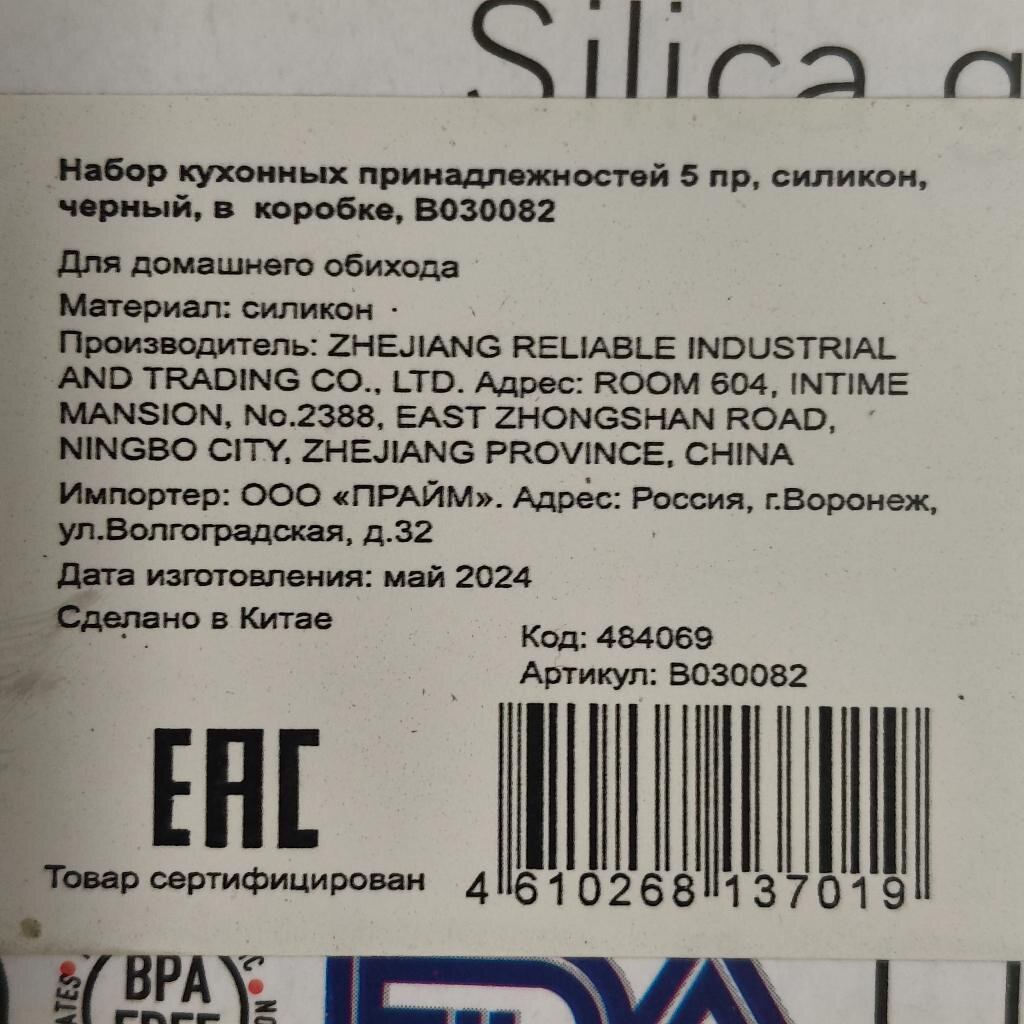 Silica g
Набор кухонных принадлежностей 5 пр, силикон,
черный, в коробке, В030082
Для домашнего обихода
Материал: силикон
Производитель: ZHEJIANG RELIABLE INDUSTRIAL
AND TRADING CO., LTD. Адрес: ROOM 604, INTIME
MANSION, No.2388, EAST ZHONGSHAN ROAD,
NINGBO CITY, ZHEJIANG PROVINCE, CHINA
Импортер: ООО «ПРАЙМ». Адрес: Россия, г.Воронеж,
ул.Волгоградская, д.32
Дата изготовления: май 2024
Сделано в Китае
Код: 484069
Артикул: В030082
EAC
Товар сертифицирован
4 610268 137019
BPA
FREE